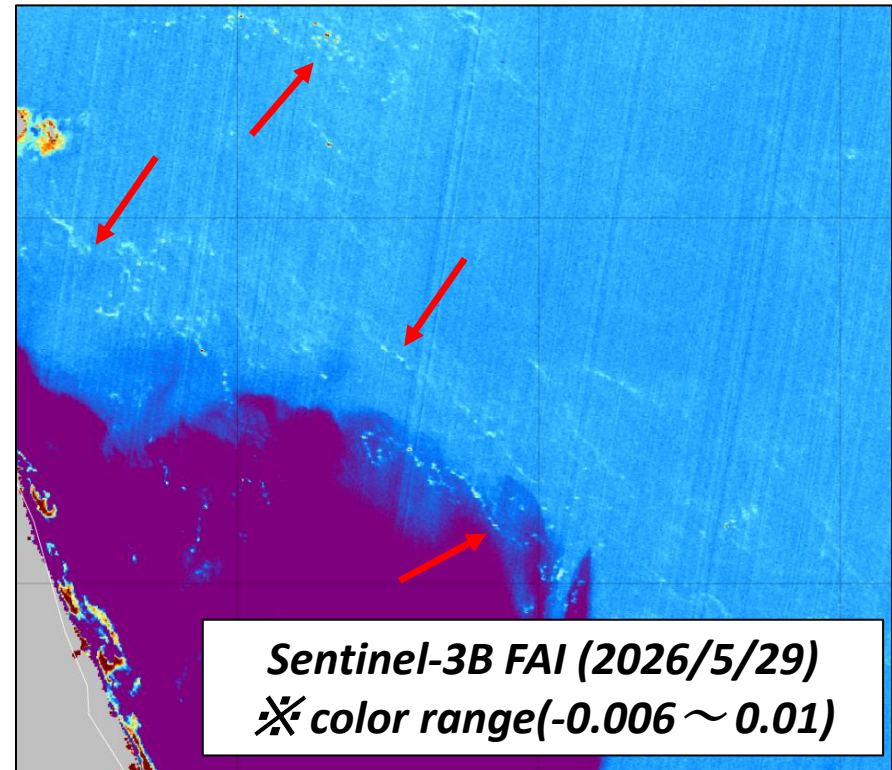 Sentinel-3B FAI (2026/5/29)
※ color range(-0.006～0.01)